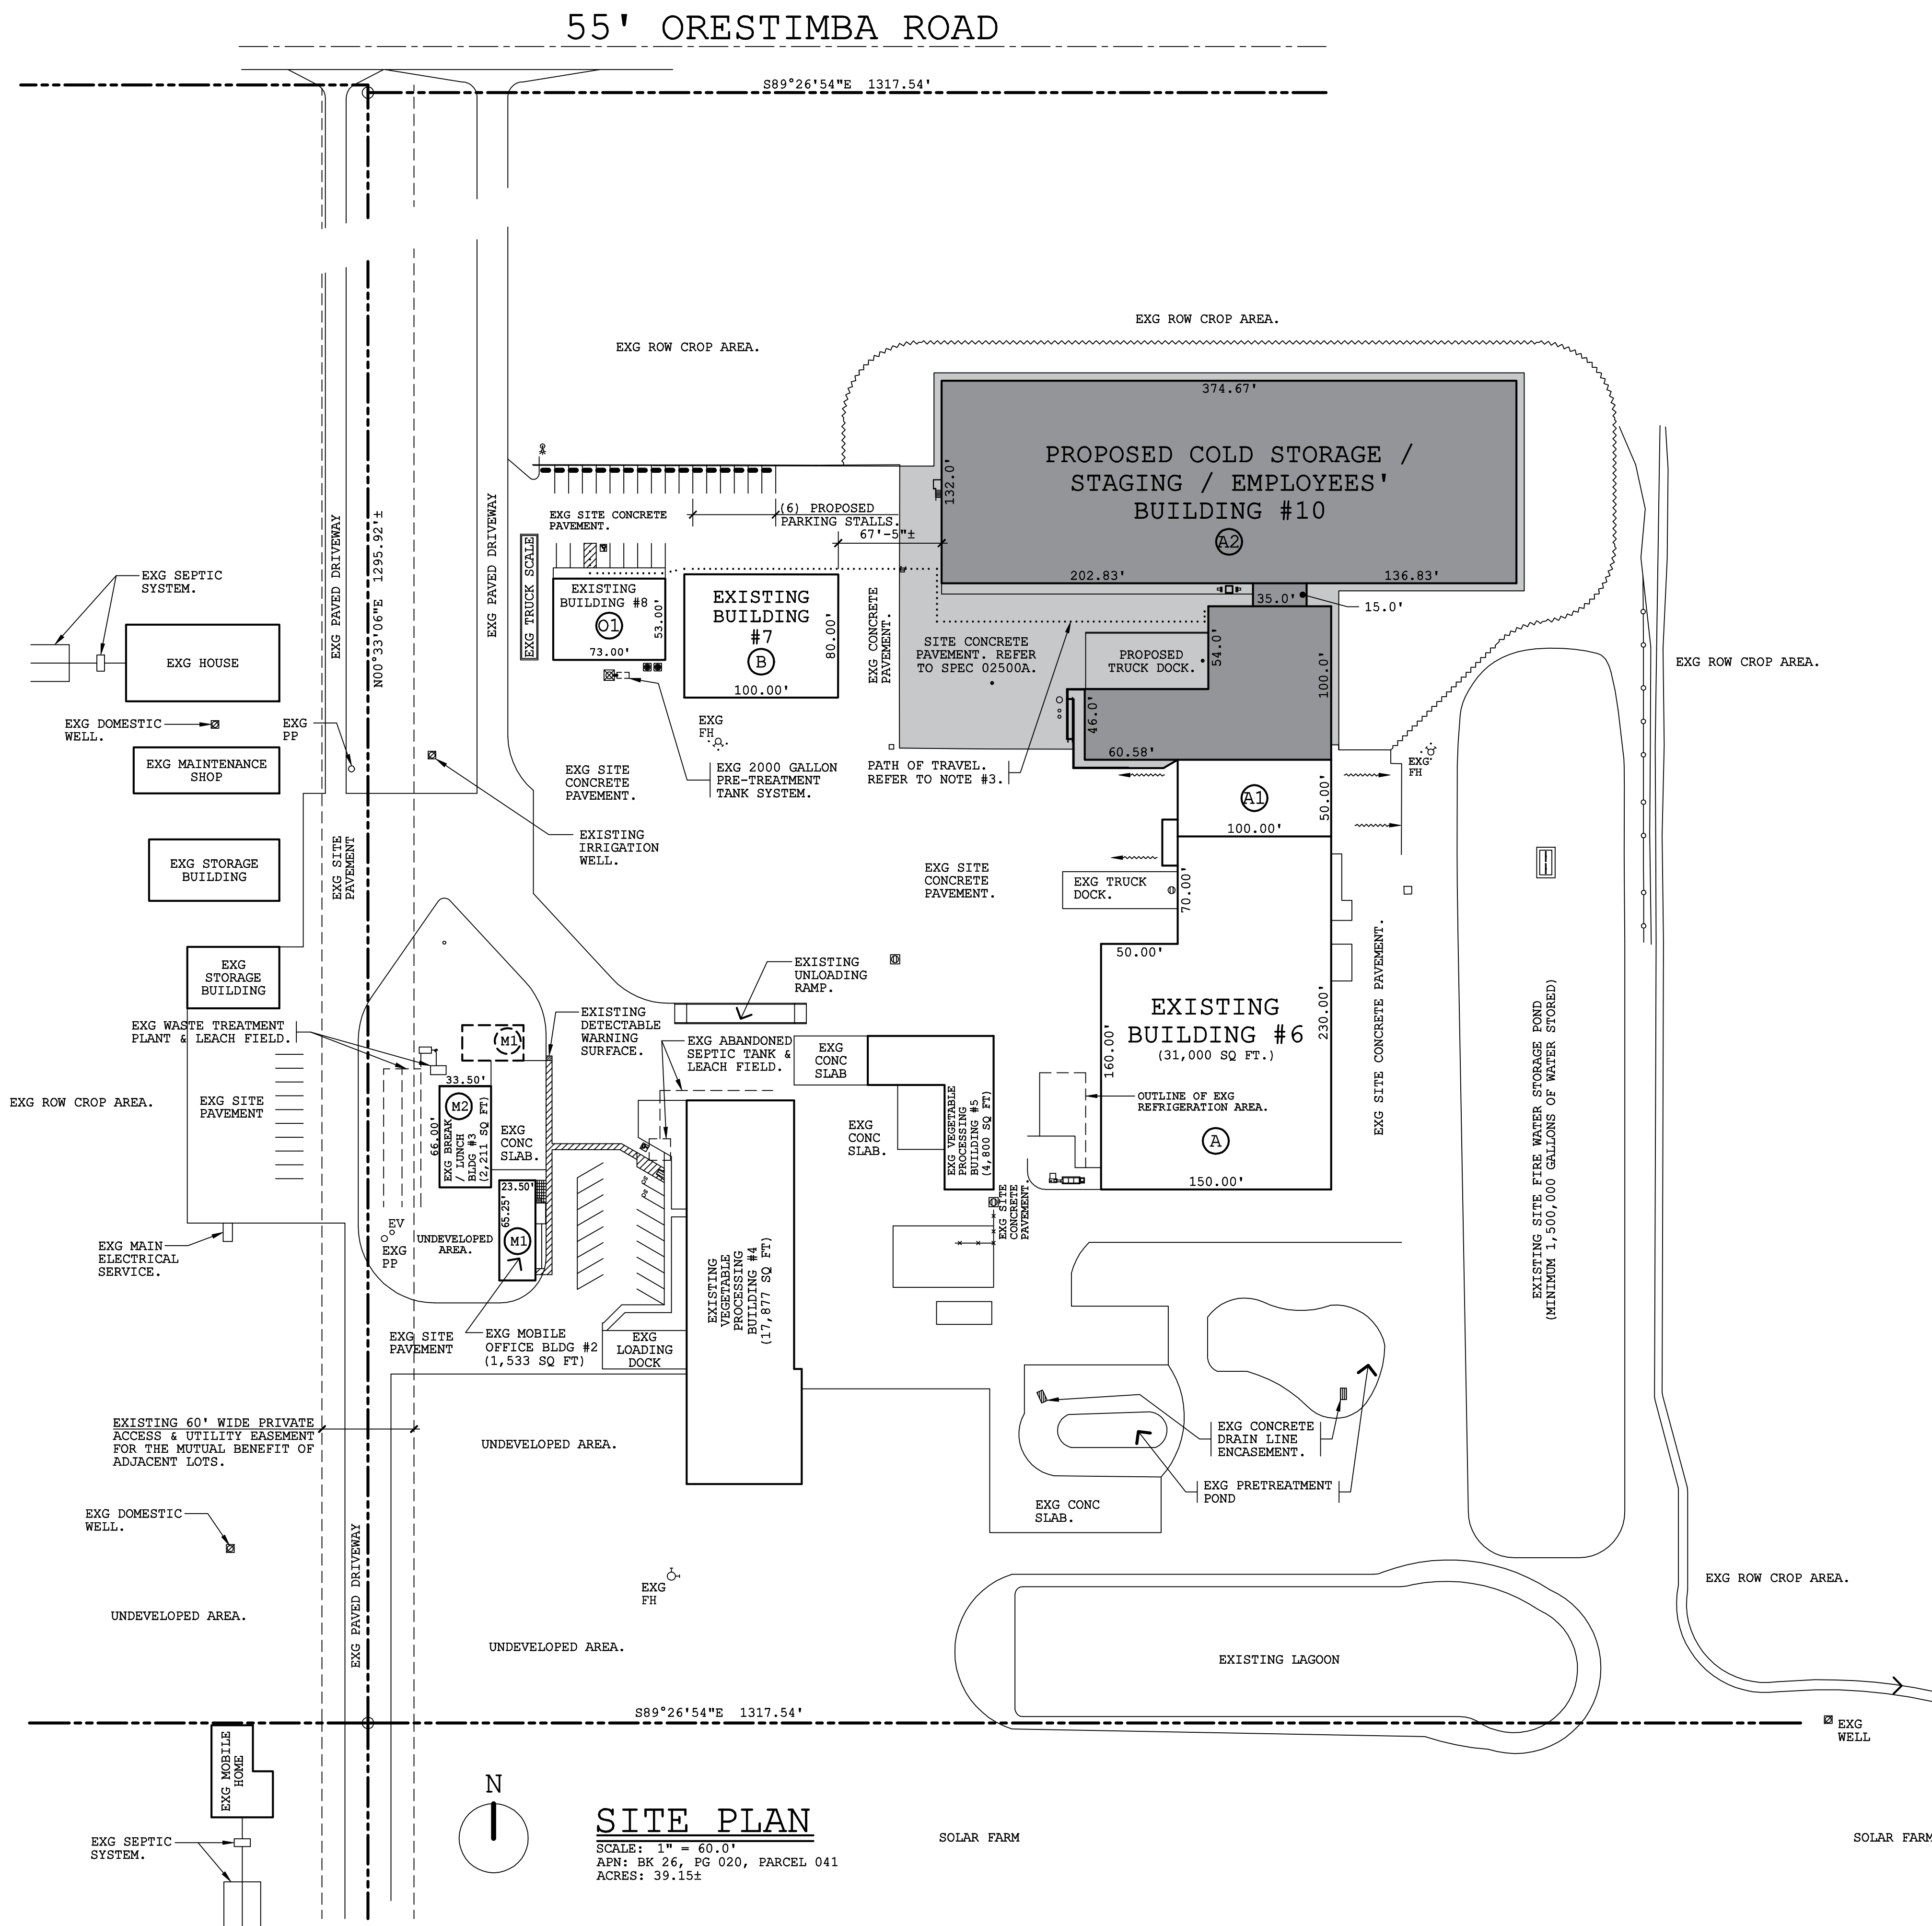 55' ORESTIMBA ROAD
S89°26'54"E 1317.54'
EXG ROW CROP AREA.
EXG ROW CROP AREA.
374.67'
PROPOSED COLD STORAGE /
STAGING / EMPLOYEES'
BUILDING #10
A2
132.0'
202.83'
136.83'
35.0'
15.0'
(6) PROPOSED
PARKING STALLS.
67'-5"±
EXG SITE CONCRETE
PAVEMENT.
EXG PAVED DRIVEWAY
N00°33'06"E 1295.92'±
EXG PAVED DRIVEWAY
EXG TRUCK SCALE
EXISTING
BUILDING #8
O1
53.00'
73.00'
EXISTING
BUILDING
#7
B
80.00'
100.00'
EXG CONCRETE
PAVEMENT.
SITE CONCRETE
PAVEMENT. REFER
TO SPEC 02500A.
PROPOSED
TRUCK DOCK.
54.0'
100.0'
46.0'
60.58'
EXG SEPTIC
SYSTEM.
EXG HOUSE
EXG DOMESTIC
WELL.
EXG
PP
EXG MAINTENANCE
SHOP
EXG STORAGE
BUILDING
EXG SITE
PAVEMENT
EXG
STORAGE
BUILDING
EXG
FH
EXG SITE
CONCRETE
PAVEMENT.
EXG 2000 GALLON
PRE-TREATMENT
TANK SYSTEM.
PATH OF TRAVEL.
REFER TO NOTE #3.
EXISTING
IRRIGATION
WELL.
A1
50.00'
100.00'
EXG
FH
EXG ROW CROP AREA.
EXG SITE
CONCRETE
PAVEMENT.
EXG TRUCK
DOCK.
70.00'
50.00'
EXISTING
BUILDING #6
(31,000 SQ FT.)
230.00'
160.00'
A
150.00'
EXG SITE CONCRETE PAVEMENT.
EXISTING SITE FIRE WATER STORAGE POND
(MINIMUM 1,500,000 GALLONS OF WATER STORED)
OUTLINE OF EXG
REFRIGERATION AREA.
EXISTING
UNLOADING
RAMP.
EXISTING
DETECTABLE
WARNING
SURFACE.
EXG ABANDONED
SEPTIC TANK &
LEACH FIELD.
EXG
CONC
SLAB
EXG
CONC
SLAB.
EXG VEGETABLE
PROCESSING
BUILDING #5
(4,800 SQ FT)
EXG SITE
CONCRETE
PAVEMENT.
EXG WASTE TREATMENT
PLANT & LEACH FIELD.
M1
33.50'
M2
66.00'
EXG BREAK
/ LUNCH
BLDG #3
(2,211 SQ FT)
EXG
CONC
SLAB.
EXG SITE
PAVEMENT
EXG ROW CROP AREA.
23.50'
65.25'
M1
UNDEVELOPED
AREA.
EV
EXG
PP
EXG MAIN
ELECTRICAL
SERVICE.
EXG SITE
PAVEMENT
EXG MOBILE
OFFICE BLDG #2
(1,533 SQ FT)
EXG
LOADING
DOCK
EXISTING
VEGETABLE
PROCESSING
BUILDING #4
(17,877 SQ FT)
EXISTING 60' WIDE PRIVATE
ACCESS & UTILITY EASEMENT
FOR THE MUTUAL BENEFIT OF
ADJACENT LOTS.
UNDEVELOPED AREA.
EXG CONCRETE
DRAIN LINE
ENCASEMENT.
EXG PRETREATMENT
POND
EXG CONC
SLAB.
EXG DOMESTIC
WELL.
EXG PAVED DRIVEWAY
UNDEVELOPED AREA.
EXG
FH
UNDEVELOPED AREA.
EXG ROW CROP AREA.
EXISTING LAGOON
S89°26'54"E 1317.54'
EXG
WELL
EXG MOBILE
HOME
EXG SEPTIC
SYSTEM.
N
SITE PLAN
SCALE: 1" = 60.0'
APN: BK 26, PG 020, PARCEL 041
ACRES: 39.15±
SOLAR FARM
SOLAR FARM